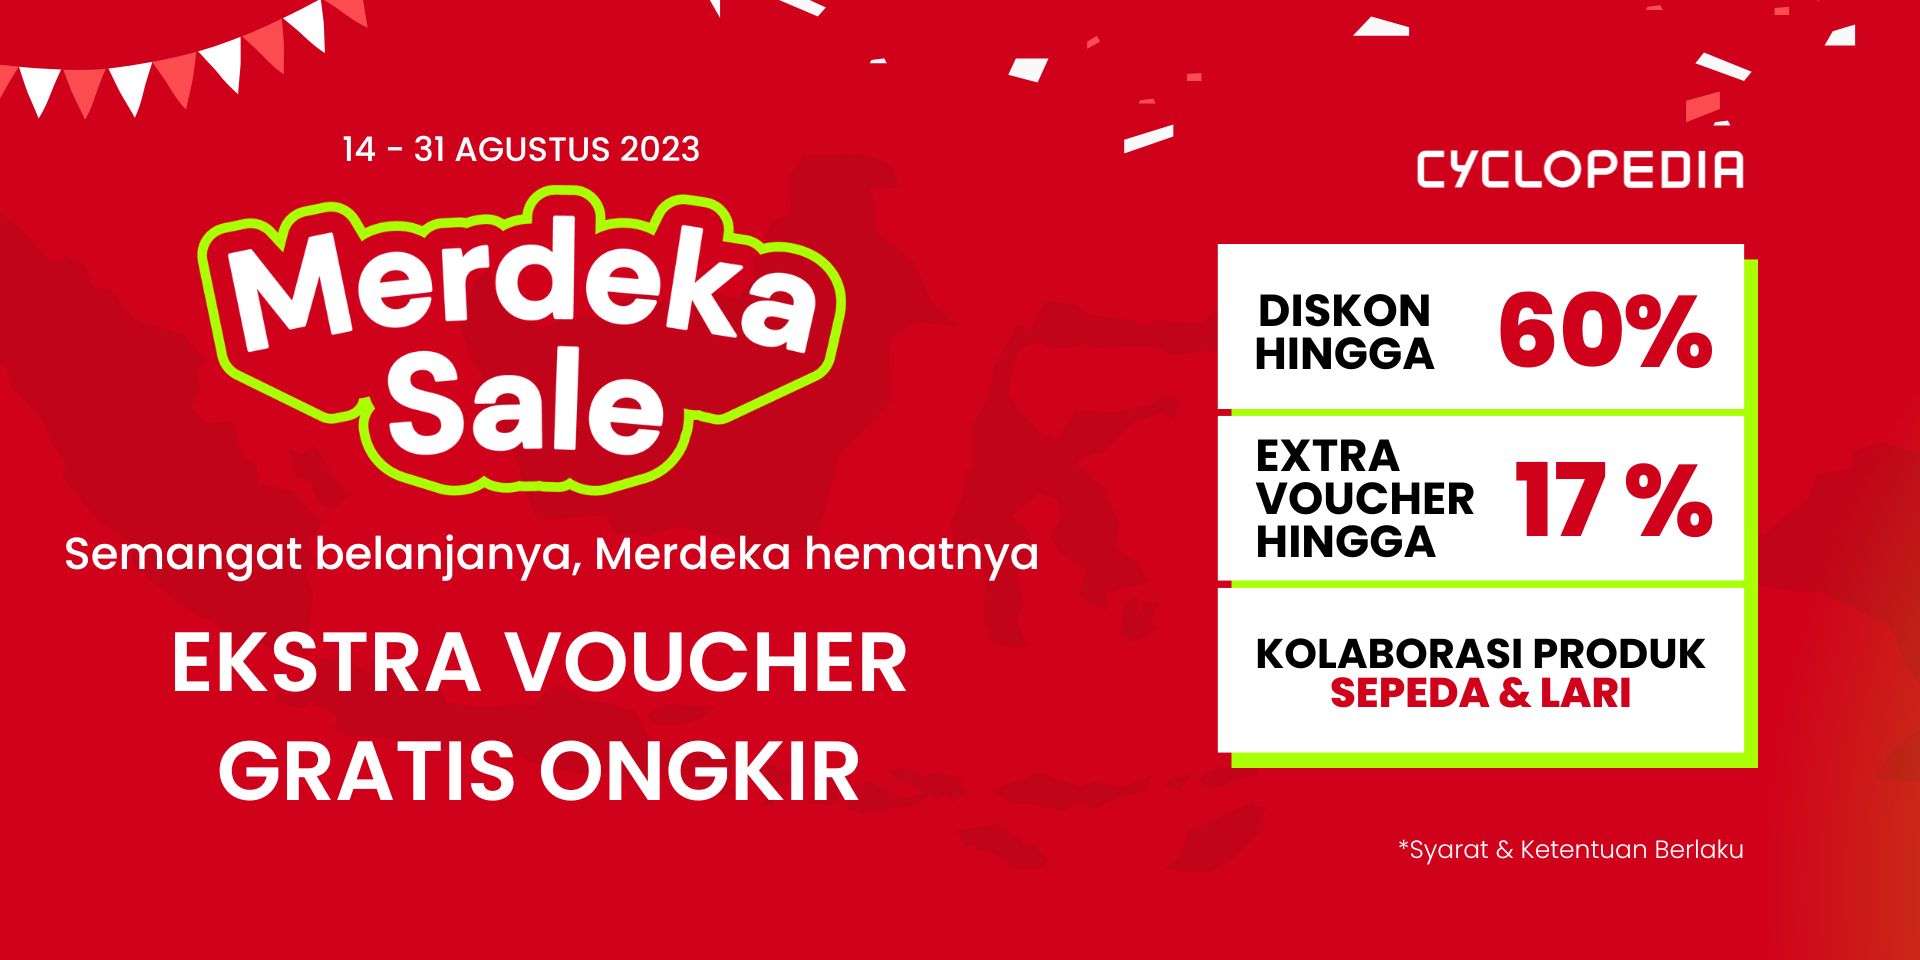 14 - 31 AGUSTUS 2023
Merdeka
Sale
Semangat belanjanya, Merdeka hematnya
EKSTRA VOUCHER
GRATIS ONGKIR
CYCLOPEDIA
DISKON
HINGGA
60%
EXTRA
VOUCHER
HINGGA
17 %
KOLABORASI PRODUK
SEPEDA & LARI
*Syarat & Ketentuan Berlaku